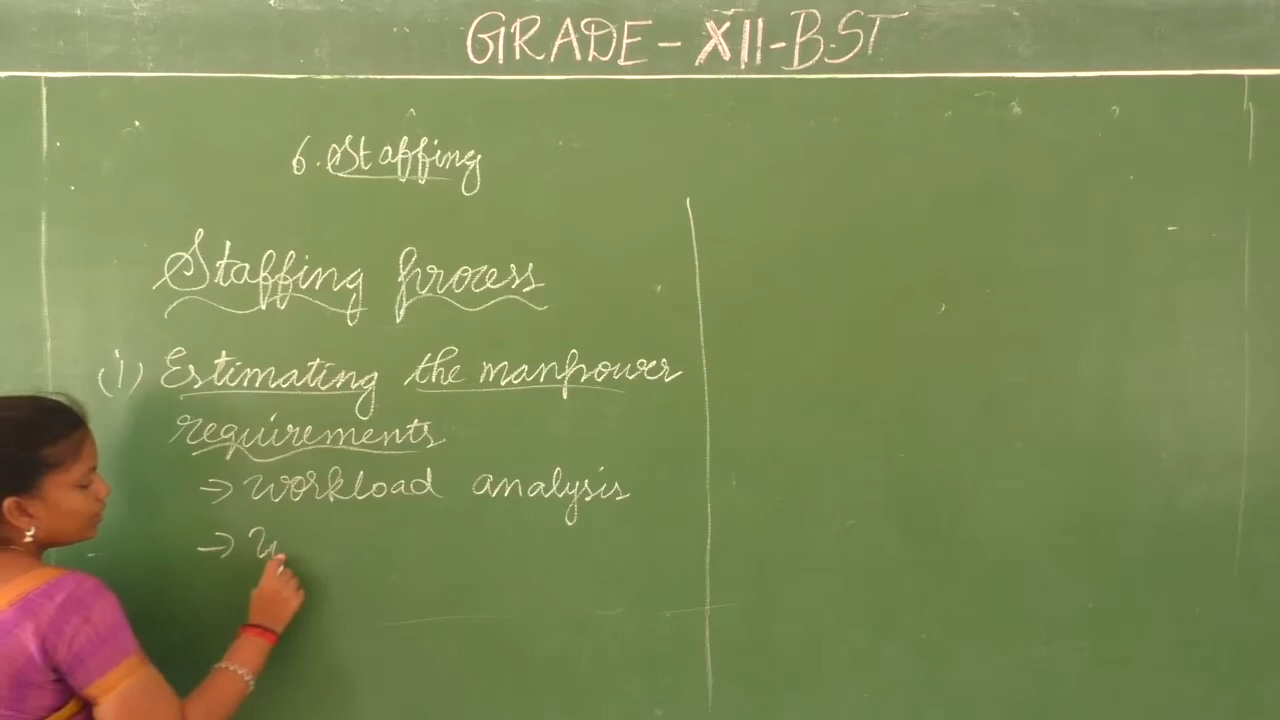 GRADE-XII-B.ST
6. Staffing
Staffing process
(i) Estimating the manpower
requirements
→ workload analysis
→